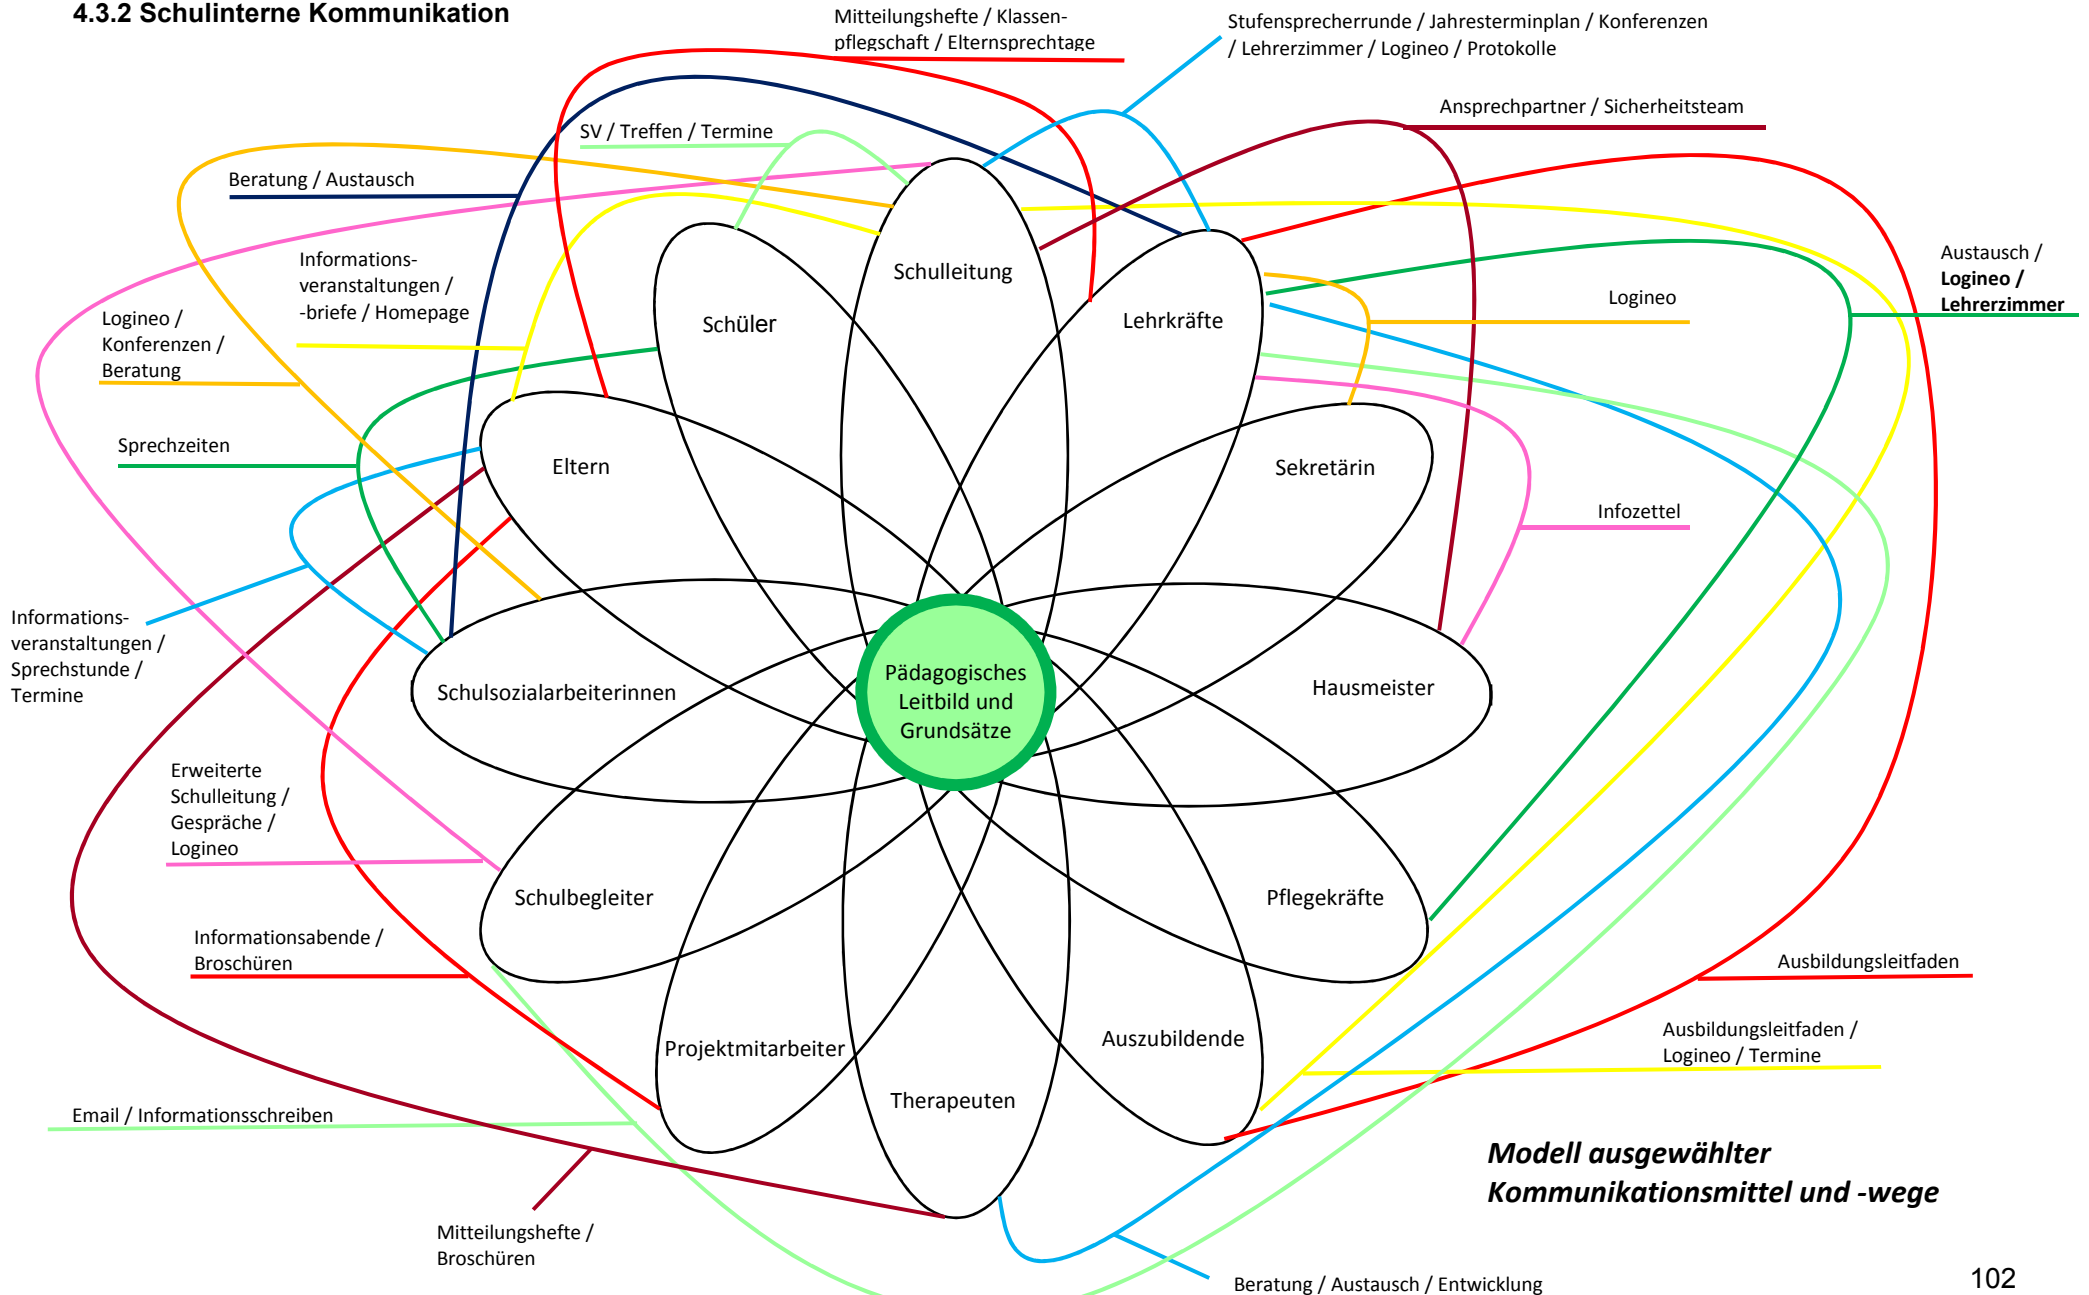 4.3.2 Schulinterne Kommunikation
Mitteilungshefte / Klassen-
pflegschaft / Elternsprechtage
Stufensprecherrunde / Jahresterminplan / Konferenzen
/ Lehrerzimmer / Logineo / Protokolle
Ansprechpartner / Sicherheitsteam
SV / Treffen / Termine
Beratung / Austausch
Informations-
veranstaltungen /
-briefe / Homepage
Logineo /
Konferenzen /
Beratung
Sprechzeiten
Informations-
veranstaltungen /
Sprechstunde /
Termine
Erweiterte
Schulleitung /
Gespräche /
Logineo
Informationsabende /
Broschüren
Email / Informationsschreiben
Mitteilungshefte /
Broschüren
Schulleitung
Schüler
Lehrkräfte
Eltern
Sekretärin
Schulsozialarbeiterinnen
Pädagogisches
Leitbild und
Grundsätze
Hausmeister
Schulbegleiter
Pflegekräfte
Projektmitarbeiter
Auszubildende
Therapeuten
Austausch /
Logineo /
Lehrerzimmer
Logineo
Infozettel
Ausbildungsleitfaden
Ausbildungsleitfaden /
Logineo / Termine
Modell ausgewählter
Kommunikationsmittel und -wege
Beratung / Austausch / Entwicklung
102